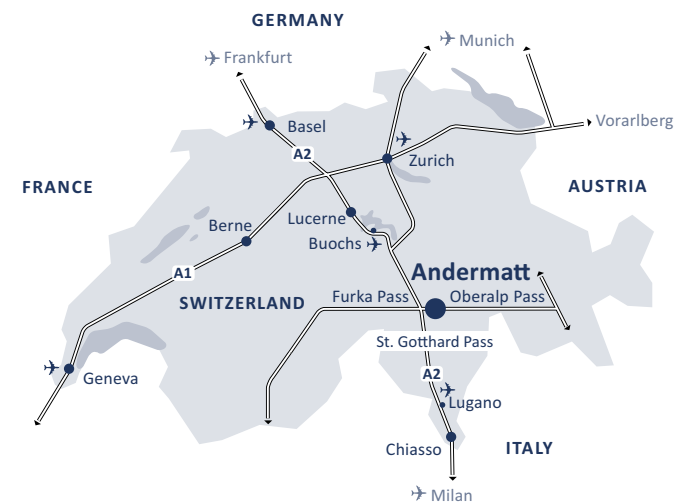 GERMANY
Munich
Frankfurt
Vorarlberg
Basel
A2
Zurich
FRANCE
AUSTRIA
Lucerne
Berne
Buochs
A1
Andermatt
SWITZERLAND
Furka Pass
Oberalp Pass
St. Gotthard Pass
A2
Geneva
Lugano
Chiasso
ITALY
Milan